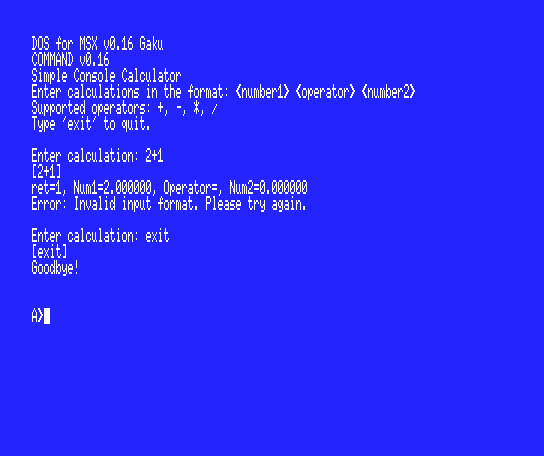 DOS for MSX v0.16 Gaku
COMMAND v0.16
Simple Console Calculator
Enter calculations in the format: <number1> <operator> <number2>
Supported operators: +, -, *, /
Type 'exit' to quit.
Enter calculation: 2+1
[2+1]
ret=1, Num1=2.000000, Operator=, Num2=0.000000
Error: Invalid input format. Please try again.
Enter calculation: exit
[exit]
Goodbye!
A>